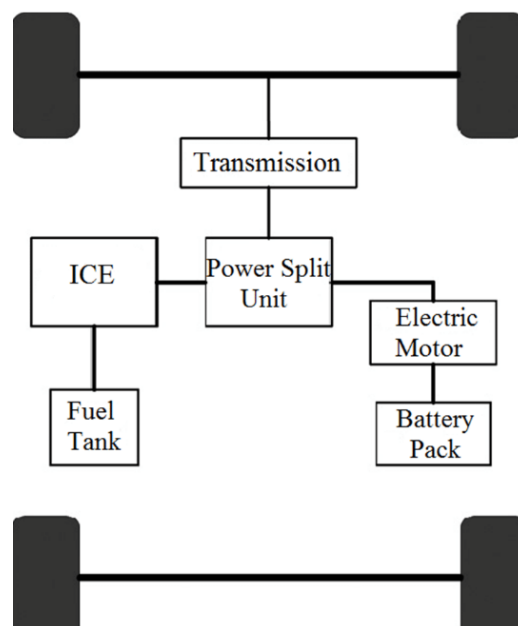 Transmission
ICE
Power Split
Unit
Electric
Motor
Fuel
Tank
Battery
Pack